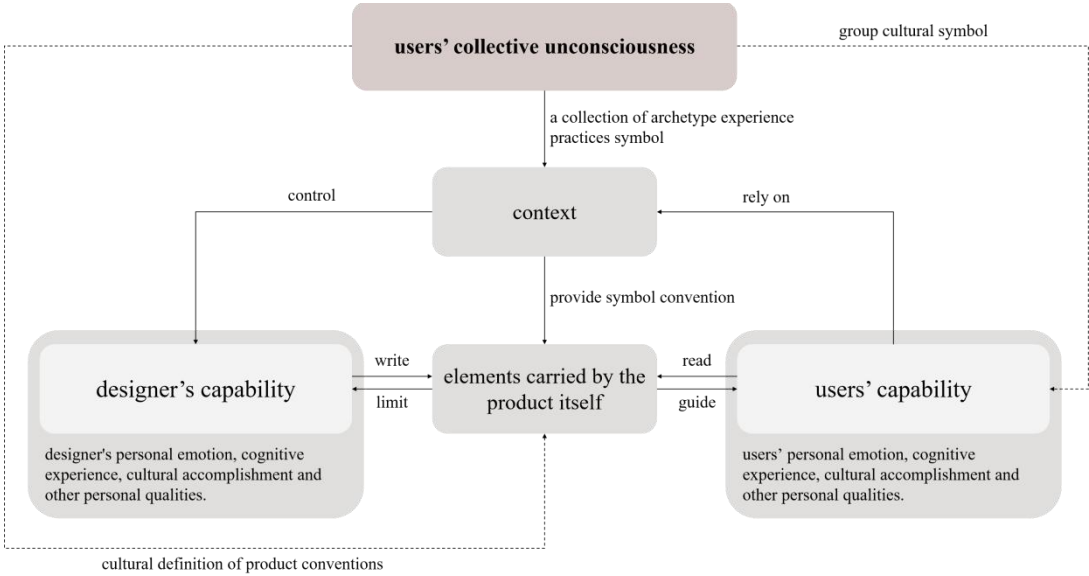 users’ collective unconsciousness
group cultural symbol
a collection of archetype experience
practices symbol
control
context
rely on
provide symbol convention
designer’s capability
write
limit
elements carried by the
product itself
read
guide
users’ capability
designer's personal emotion, cognitive
experience, cultural accomplishment and
other personal qualities.
users’ personal emotion, cognitive
experience, cultural accomplishment and
other personal qualities.
cultural definition of product conventions